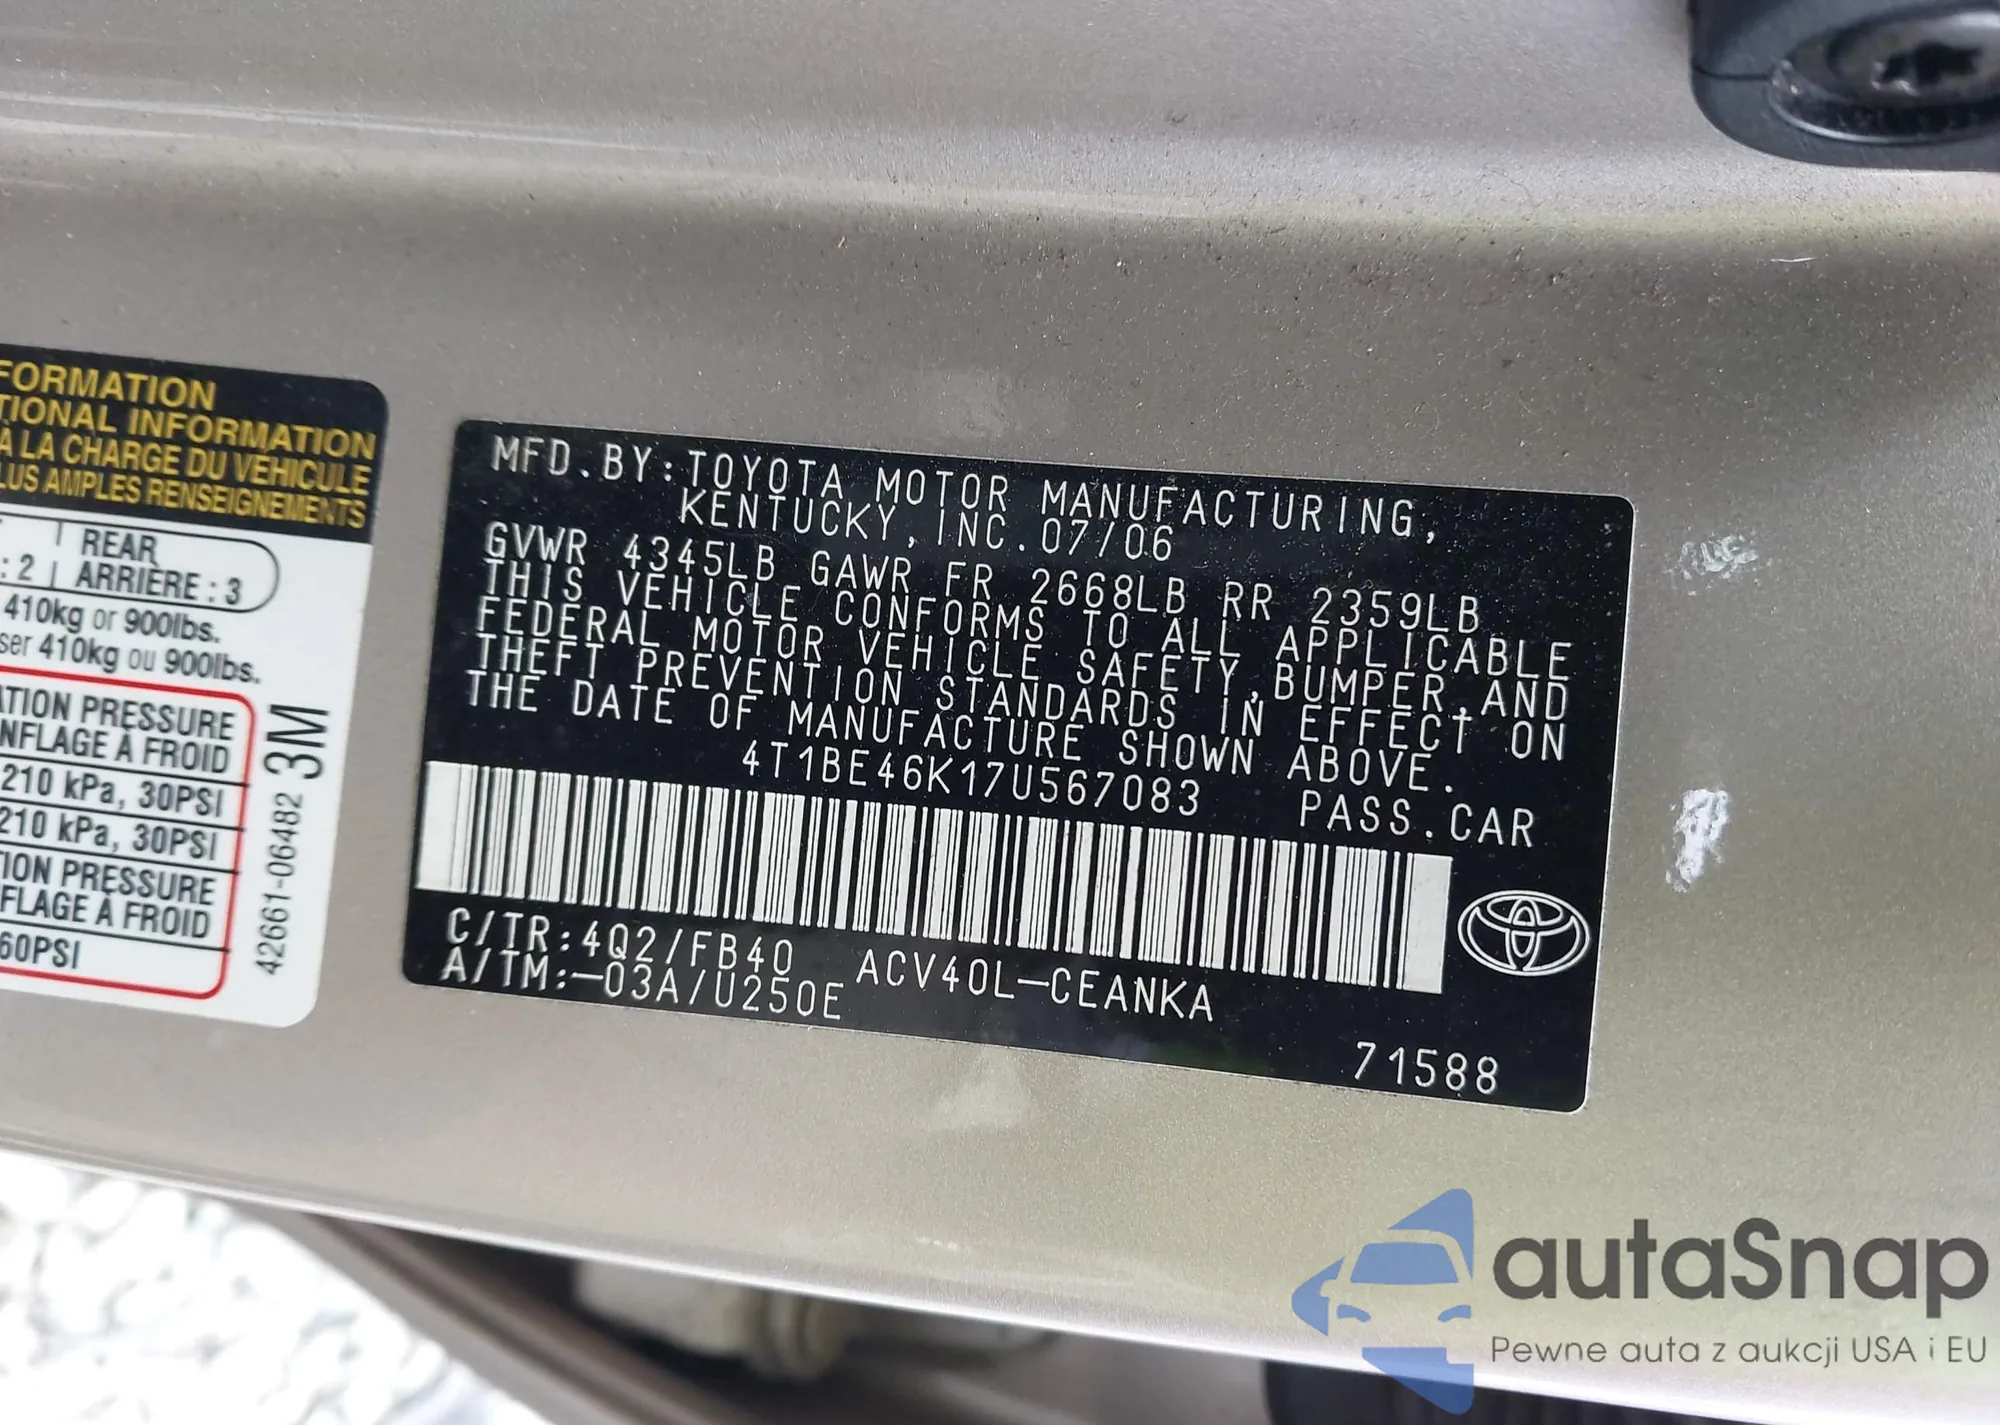 FORMATION
TIONAL INFORMATION
À LA CHARGE DU VÉHICULE
LUS AMPLES RENSEIGNEMENTS
REAR
: 2 ARRIÈRE : 3
410kg or 900lbs.
ser 410kg ou 900lbs.
ATION PRESSURE
NFLAGE À FROID
210 kPa, 30PSI
210 kPa, 30PSI
ION PRESSURE
FLAGE À FROID
60PSI
42661-06482 3M
MFD.BY:TOYOTA MOTOR MANUFACTURING,
KENTUCKY,INC.07/06
GVWR 4345LB GAWR FR 2668LB RR 2359LB
THIS VEHICLE CONFORMS TO ALL APPLICABLE
FEDERAL MOTOR VEHICLE SAFETY,BUMPER,AND
THEFT PREVENTION STANDARDS IN EFFECT ON
THE DATE OF MANUFACTURE SHOWN ABOVE.
4T1BE46K17U567083 PASS.CAR
C/TR:4Q2/FB40 ACV40L-CEANKA
A/TM:-03A/U250E
71588
autaSnap
Pewne auta z aukcji USA i EU